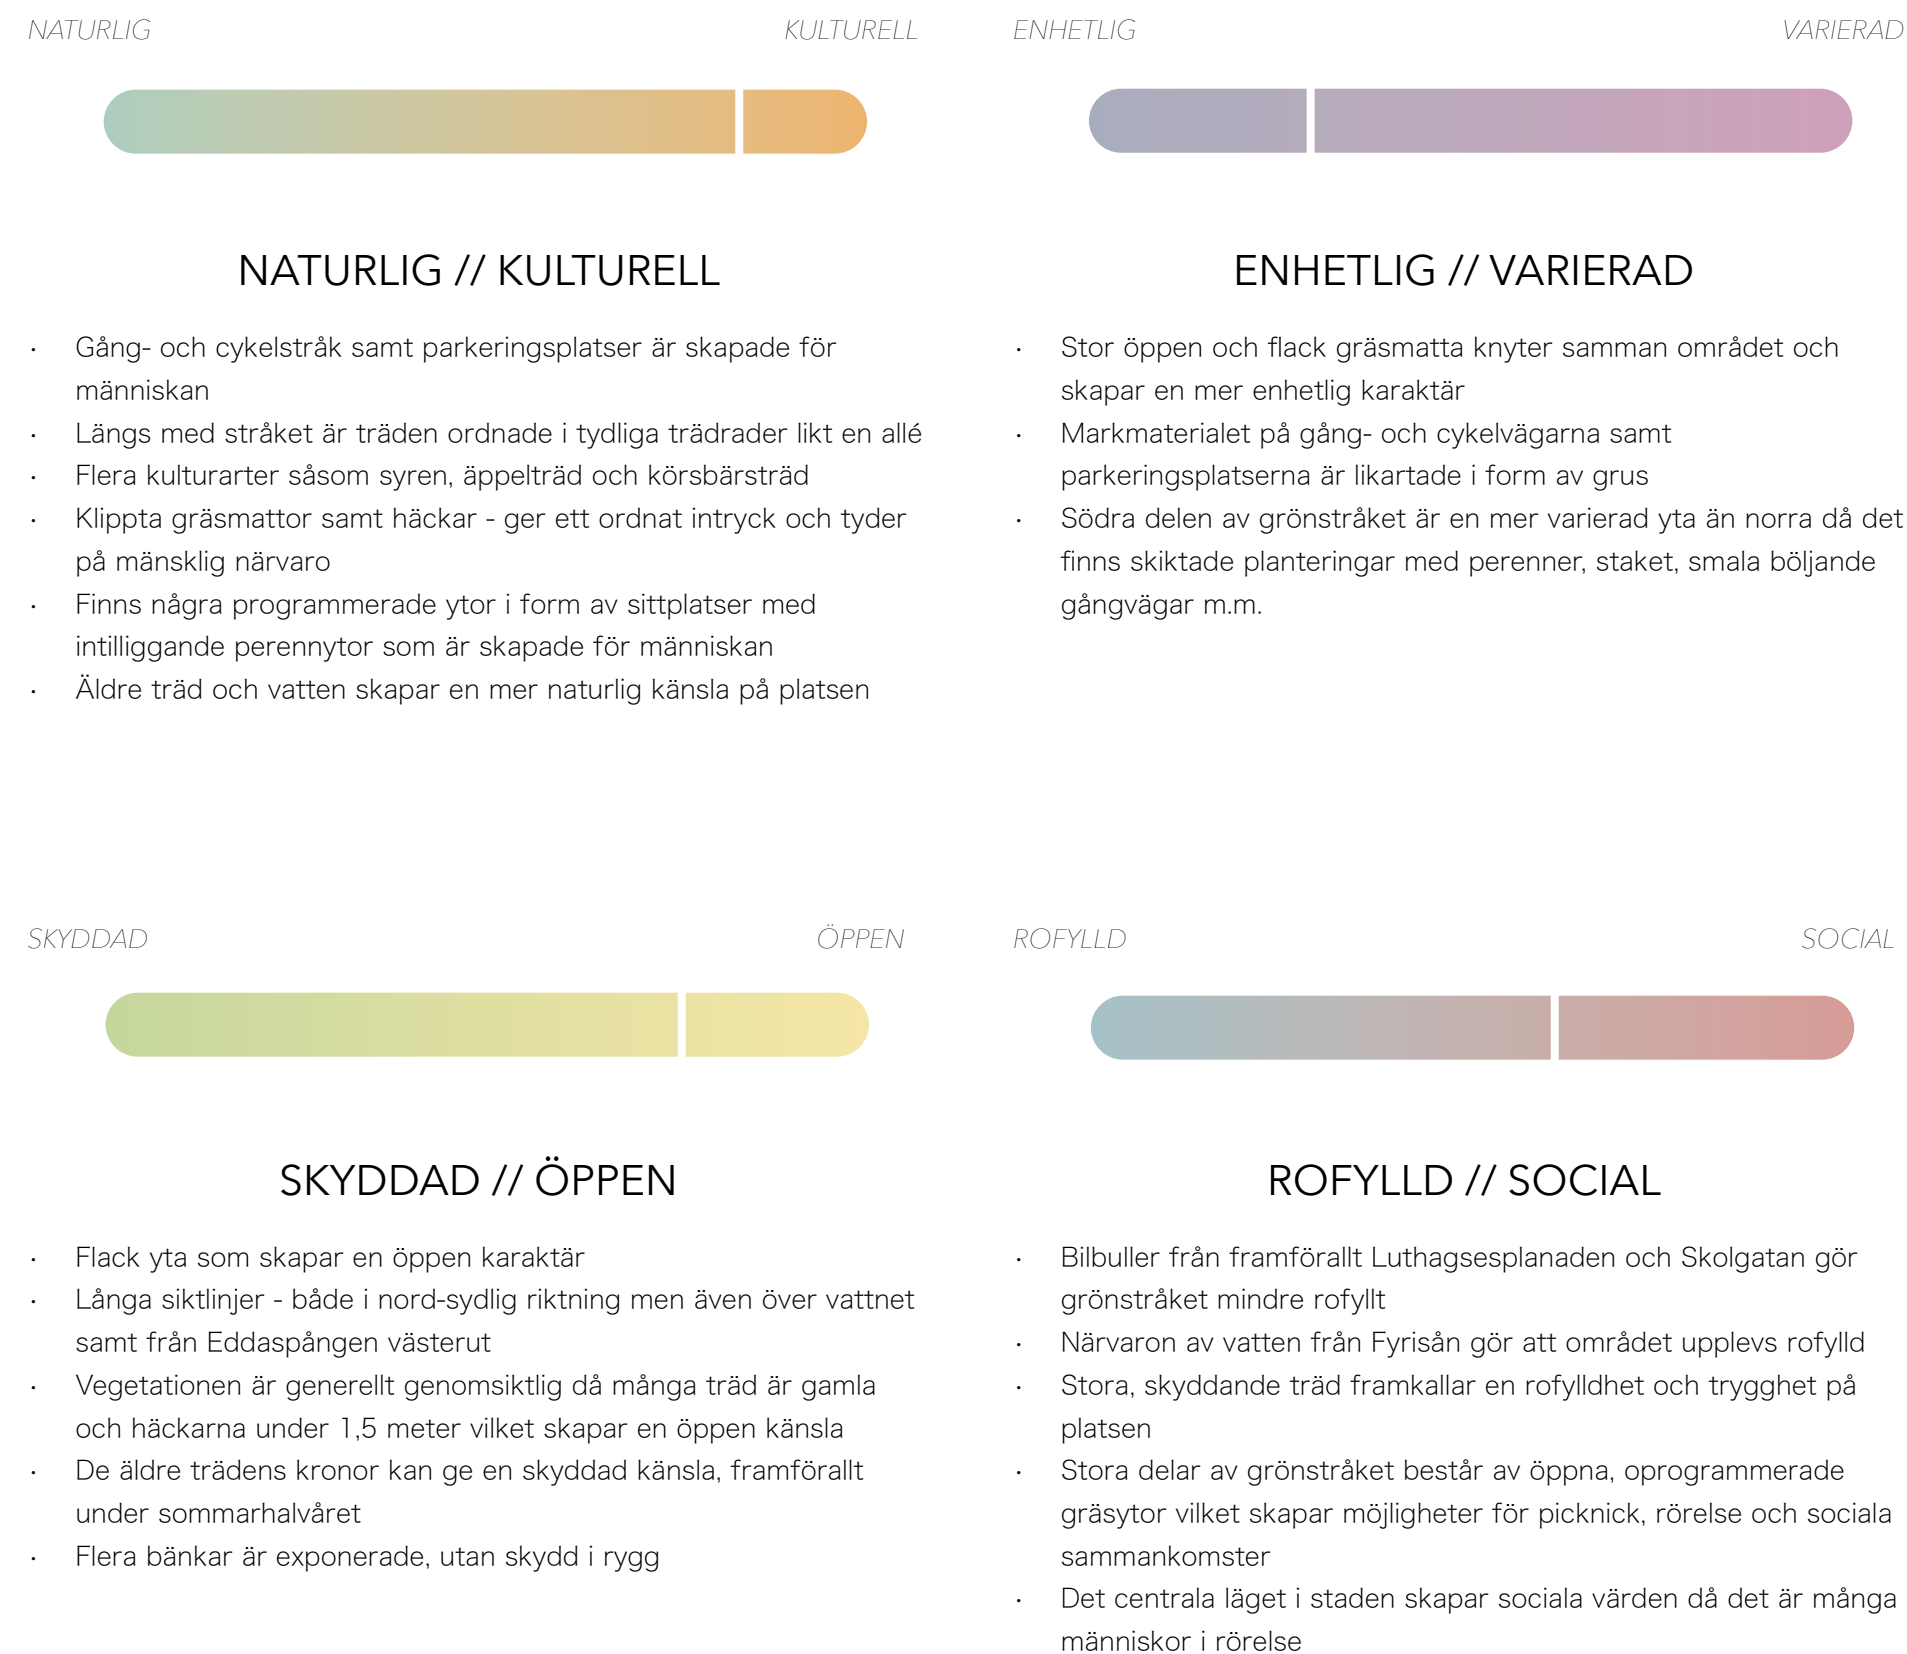 NATURLIG
KULTURELL
NATURLIG // KULTURELL
· Gång- och cykelstråk samt parkeringsplatser är skapade för
människan
· Längs med stråket är träden ordnade i tydliga trädrader likt en allé
· Flera kulturarter såsom syren, äppelträd och körsbärsträd
· Klippta gräsmattor samt häckar - ger ett ordnat intryck och tyder
på mänsklig närvaro
· Finns några programmerade ytor i form av sittplatser med
intilliggande perennytor som är skapade för människan
· Äldre träd och vatten skapar en mer naturlig känsla på platsen
ENHETLIG
VARIERAD
ENHETLIG // VARIERAD
· Stor öppen och flack gräsmatta knyter samman området och
skapar en mer enhetlig karaktär
· Markmaterialet på gång- och cykelvägarna samt
parkeringsplatserna är likartade i form av grus
· Södra delen av grönstråket är en mer varierad yta än norra då det
finns skiktade planteringar med perenner, staket, smala böljande
gångvägar m.m.
SKYDDAD
ÖPPEN
SKYDDAD // ÖPPEN
· Flack yta som skapar en öppen karaktär
· Långa siktlinjer - både i nord-sydlig riktning men även över vattnet
samt från Eddaspången västerut
· Vegetationen är generellt genomsiktlig då många träd är gamla
och häckarna under 1,5 meter vilket skapar en öppen känsla
· De äldre trädens kronor kan ge en skyddad känsla, framförallt
under sommarhalvåret
· Flera bänkar är exponerade, utan skydd i rygg
ROFYLLD
SOCIAL
ROFYLLD // SOCIAL
· Bilbuller från framförallt Luthagsesplanaden och Skolgatan gör
grönstråket mindre rofyllt
· Närvaron av vatten från Fyrisån gör att området upplevs rofylld
· Stora, skyddande träd framkallar en rofylldhet och trygghet på
platsen
· Stora delar av grönstråket består av öppna, oprogrammerade
gräsytor vilket skapar möjligheter för picknick, rörelse och sociala
sammankomster
· Det centrala läget i staden skapar sociala värden då det är många
människor i rörelse